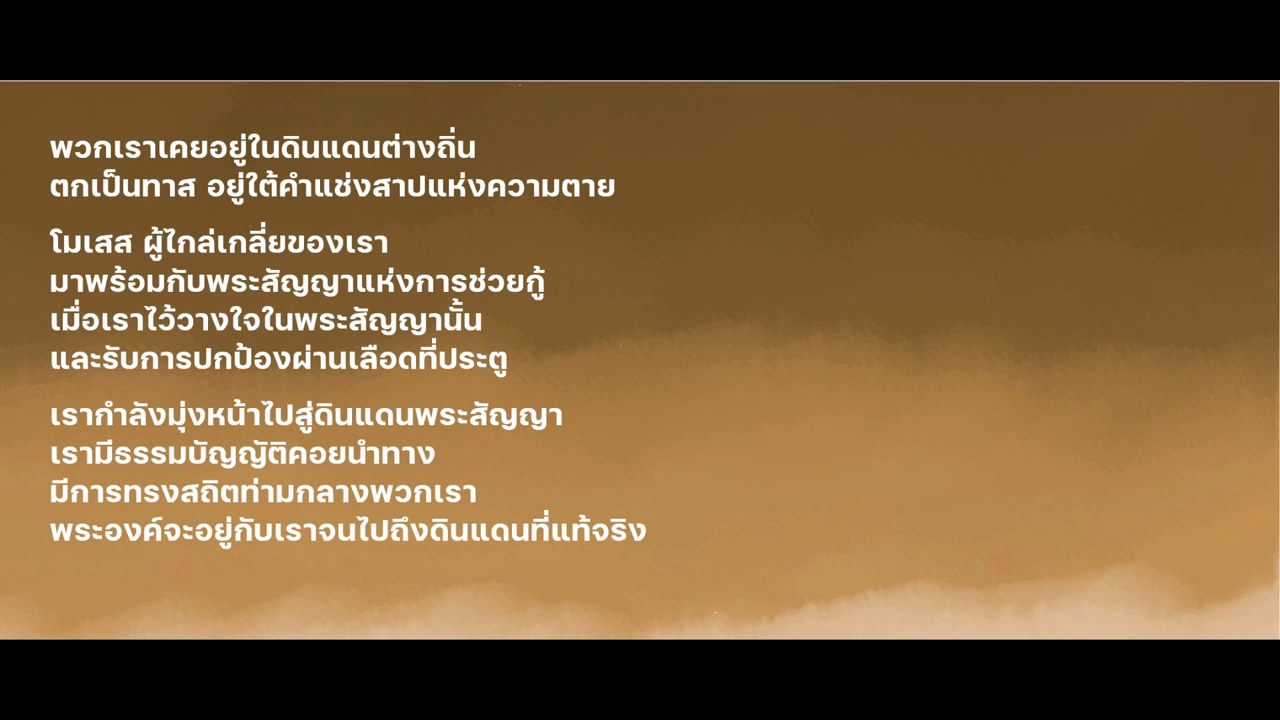 พวกเราเคยอยู่ในดินแดนต่างถิ่น
ตกเป็นทาส อยู่ใต้คำแช่งสาปแห่งความตาย
โมเสส ผู้ไกล่เกลี่ยของเรา
มาพร้อมกับพระสัญญาแห่งการช่วยกู้
เมื่อเราไว้วางใจในพระสัญญานั้น
และรับการปกป้องผ่านเลือดที่ประตู
เรากำลังมุ่งหน้าไปสู่ดินแดนพระสัญญา
เรามีธรรมบัญญัติคอยนำทาง
มีการทรงสถิตท่ามกลางพวกเรา
พระองค์จะอยู่กับเราจนไปถึงดินแดนที่แท้จริง